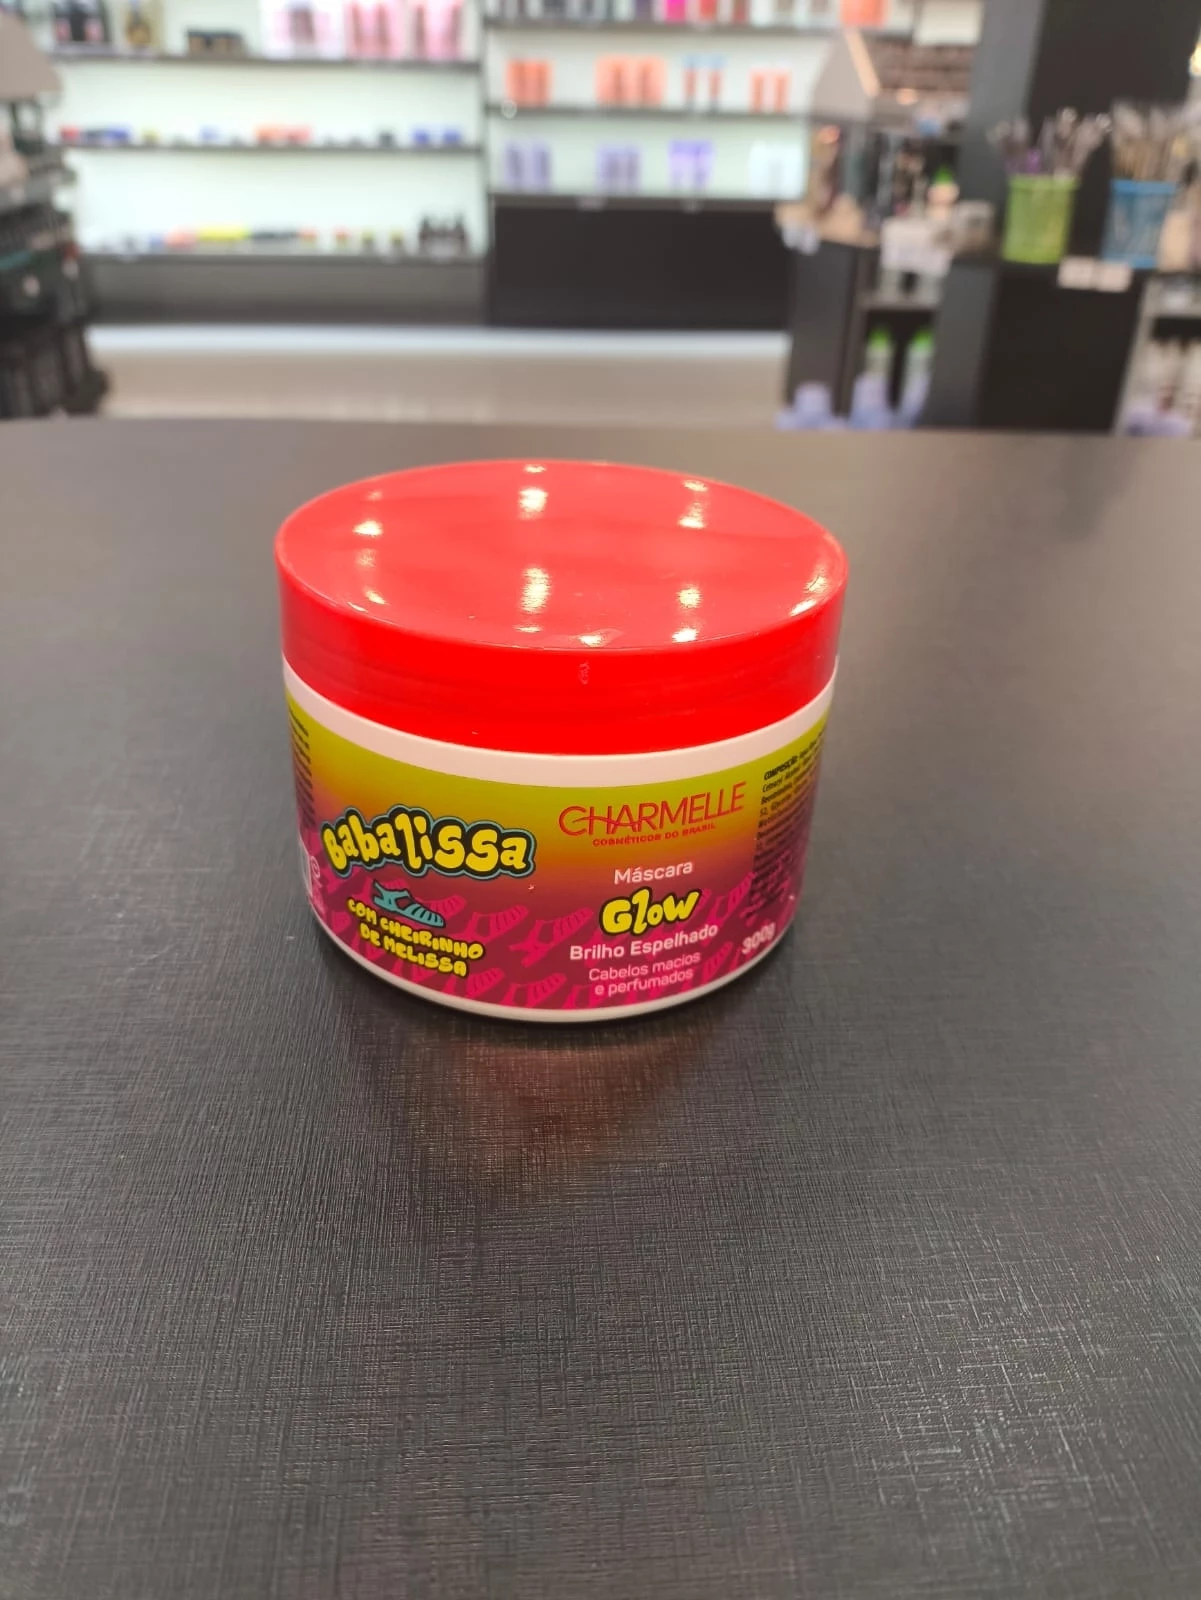 Babalissa
COM CHEIRINHO
DE MELISSA
CHARMELLE
COSMÉTICOS DO BRASIL
Máscara
Glow
Brilho Espelhado
Cabelos macios
e perfumados
300g
COMPOSIÇÃO: